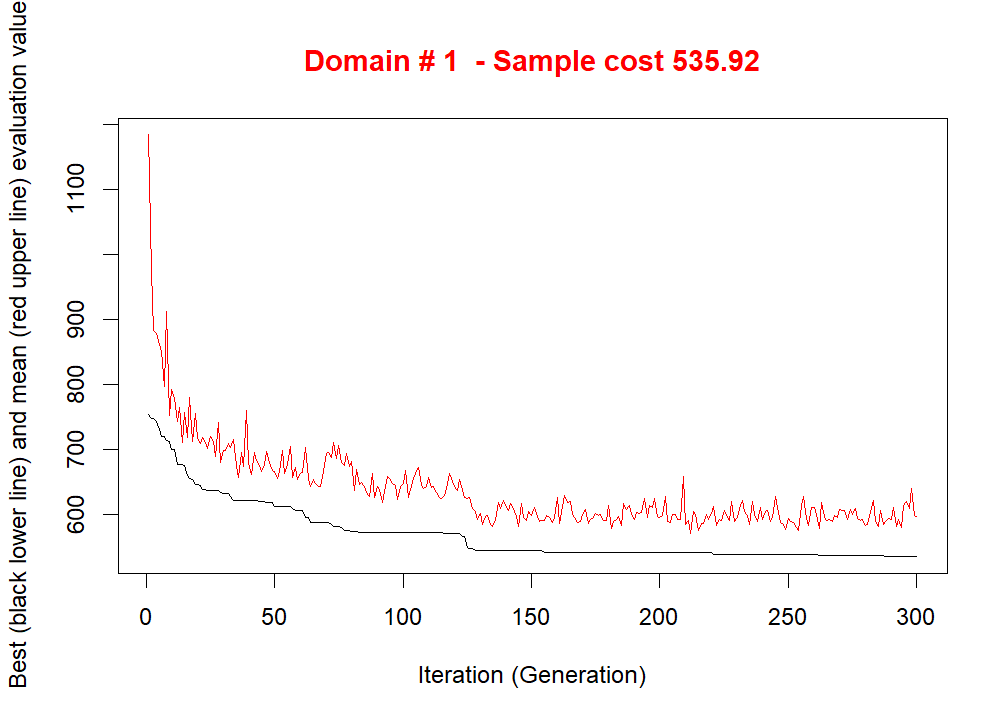 Domain # 1  - Sample cost 535.92
Best (black lower line) and mean (red upper line) evaluation value
1100
900
800
700
600
0 50 100 150 200 250 300
Iteration (Generation)